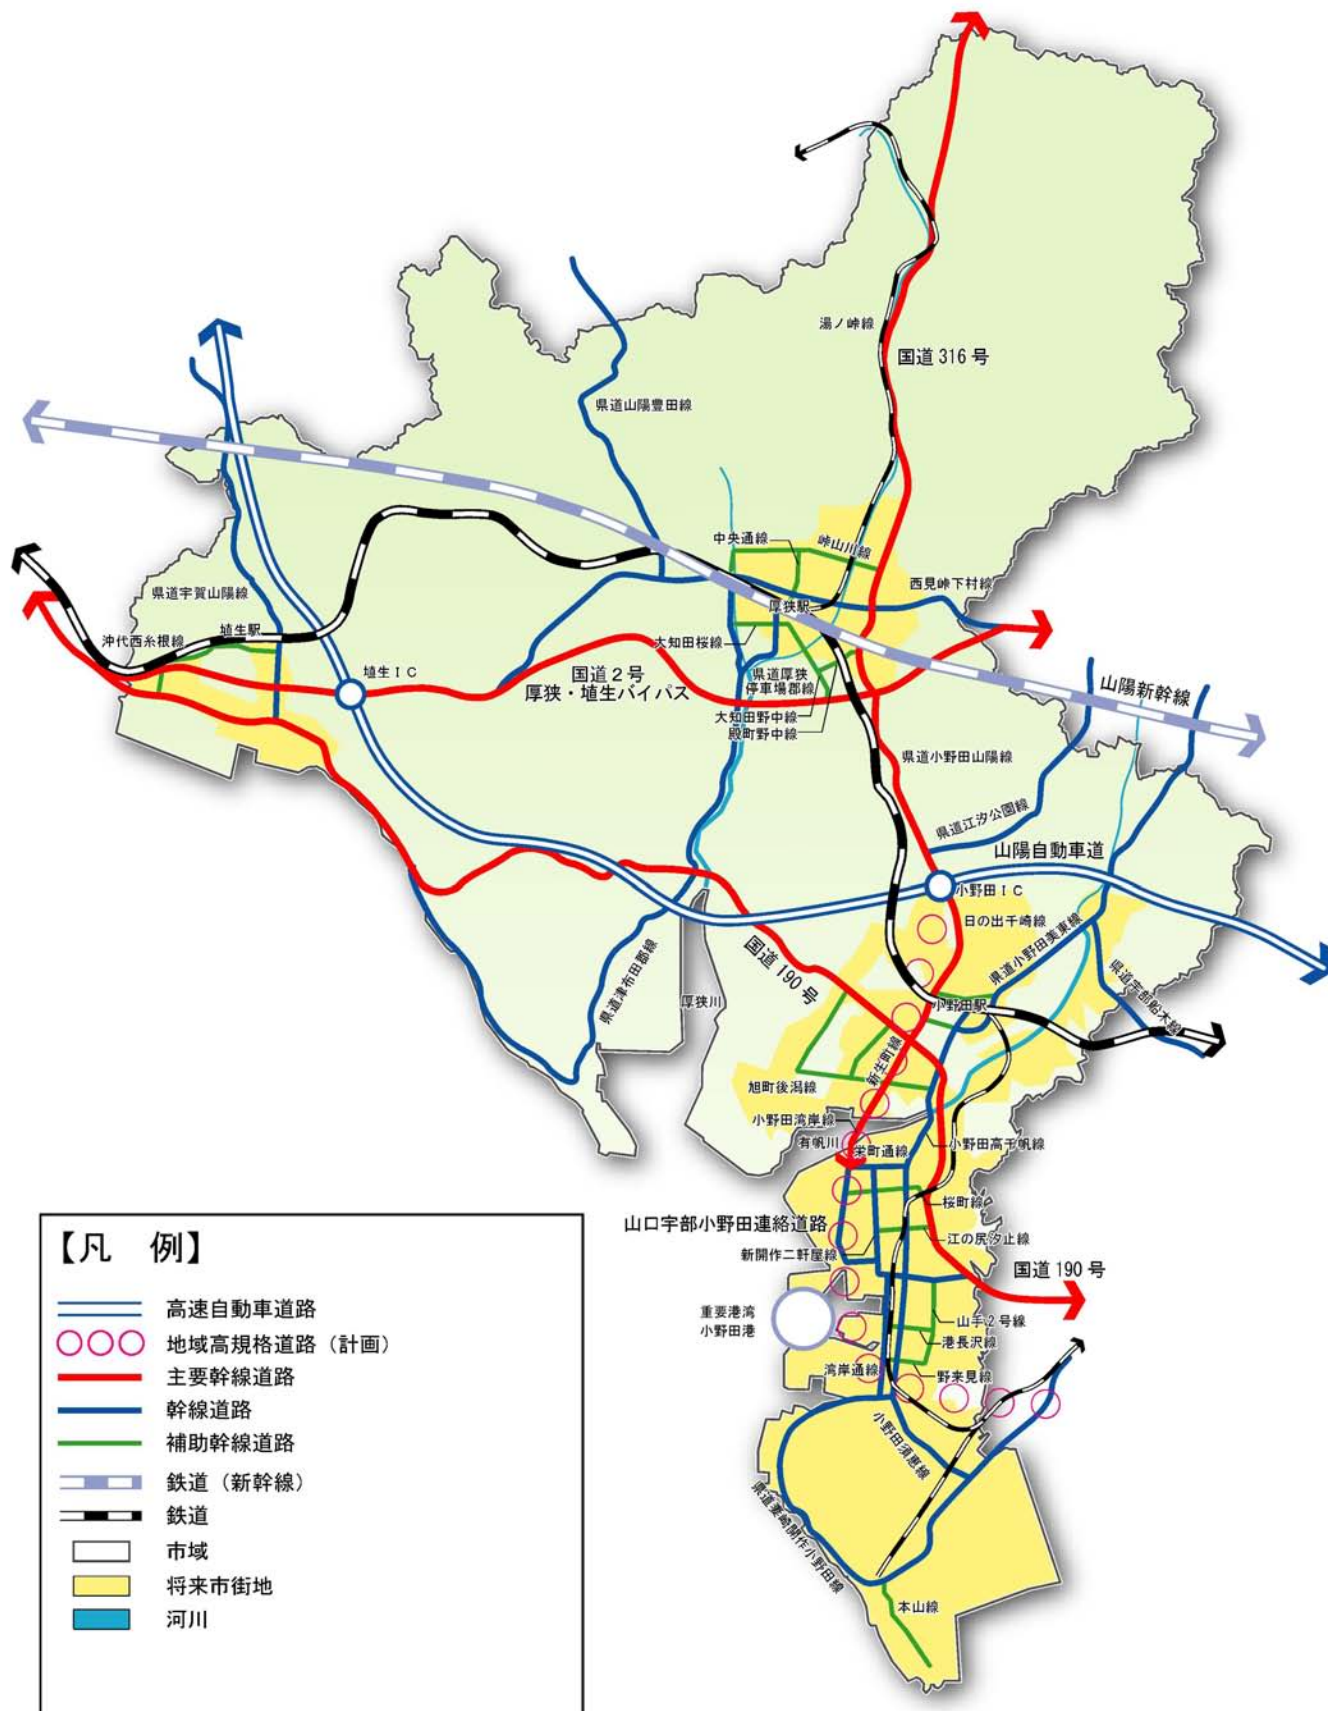 湯ノ峠線
国道316号
県道山陽豊田線
中央通線
峠山川線
西見峠下村線
県道宇賀山陽線
厚狭駅
埴生駅
沖代西糸根線
大知田桜線
埴生IC
国道2号
厚狭・埴生バイパス
県道厚狭
停車場郡線
大知田野中線
殿町野中線
山陽新幹線
県道小野田山陽線
県道江汐公園線
山陽自動車道
小野田IC
日の出千崎線
県道小野田美東線
国道190号
県道津布田郡線
厚狭川
県道宇部船木線
小野田駅
新生町線
旭町後潟線
小野田湾岸線
有帆川
栄町通線
小野田高千帆線
桜町線
山口宇部小野田連絡道路
江の尻汐止線
新開作二軒屋線
国道190号
重要港湾
小野田港
山手2号線
港長沢線
湾岸通線
野来見線
小野田須恵線
県道妻崎開作小野田線
本山線
【凡 例】
高速自動車道路
地域高規格道路(計画)
主要幹線道路
幹線道路
補助幹線道路
鉄道(新幹線)
鉄道
市域
将来市街地
河川